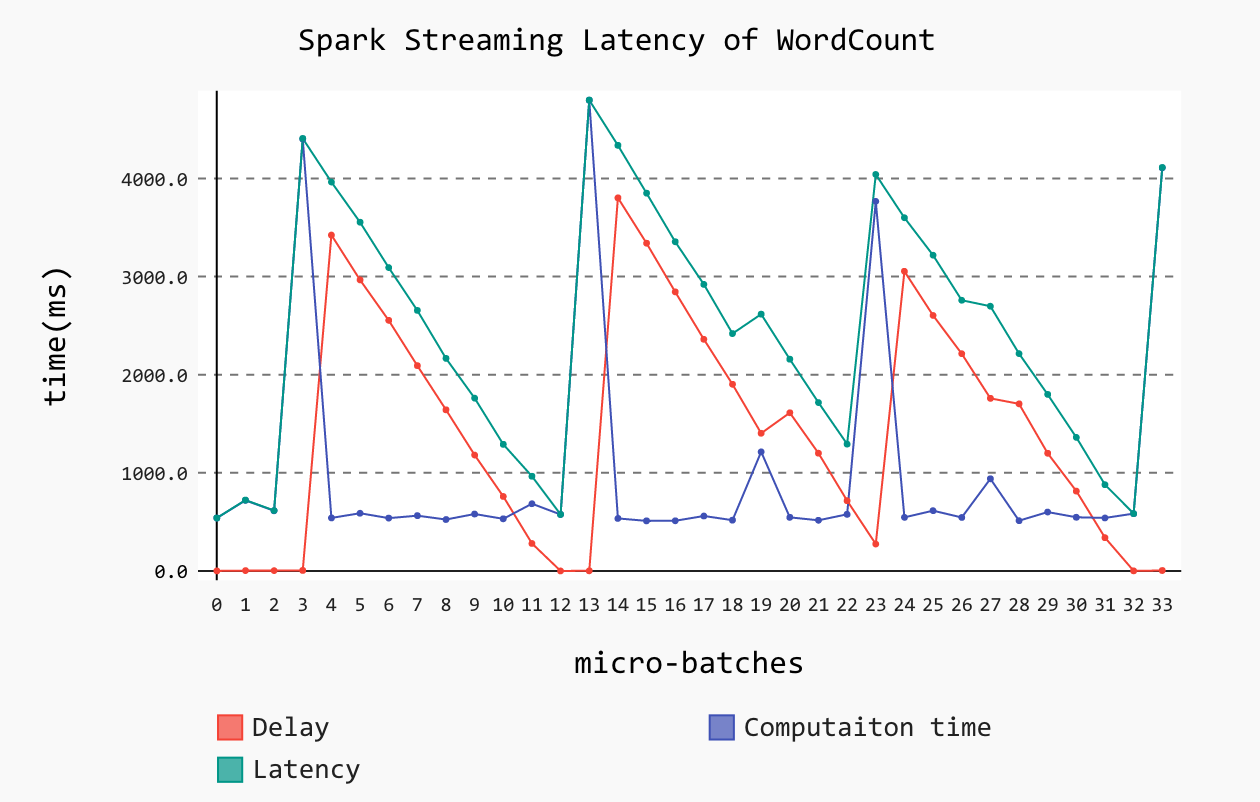 Spark Streaming Latency of WordCount
time(ms)
4000.0
3000.0
2000.0
1000.0
0.0
0 1 2 3 4 5 6 7 8 9 10 11 12 13 14 15 16 17 18 19 20 21 22 23 24 25 26 27 28 29 30 31 32 33
micro-batches
Delay
Computaiton time
Latency